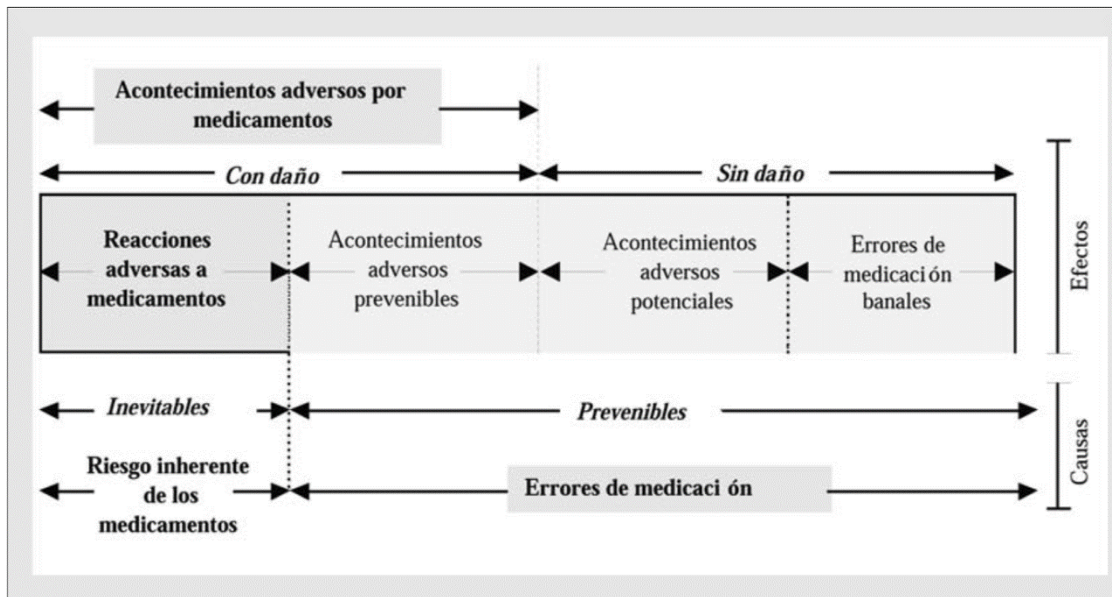 Acontecimientos adversos por
medicamentos
Con daño
Sin daño
Reacciones
adversas a
medicamentos
Acontecimientos
adversos
prevenibles
Acontecimientos
adversos
potenciales
Errores de
medicaci ón
banales
Efectos
Inevitables
Prevenibles
Riesgo inherente
de los
medicamentos
Errores de medicaci ón
Causas